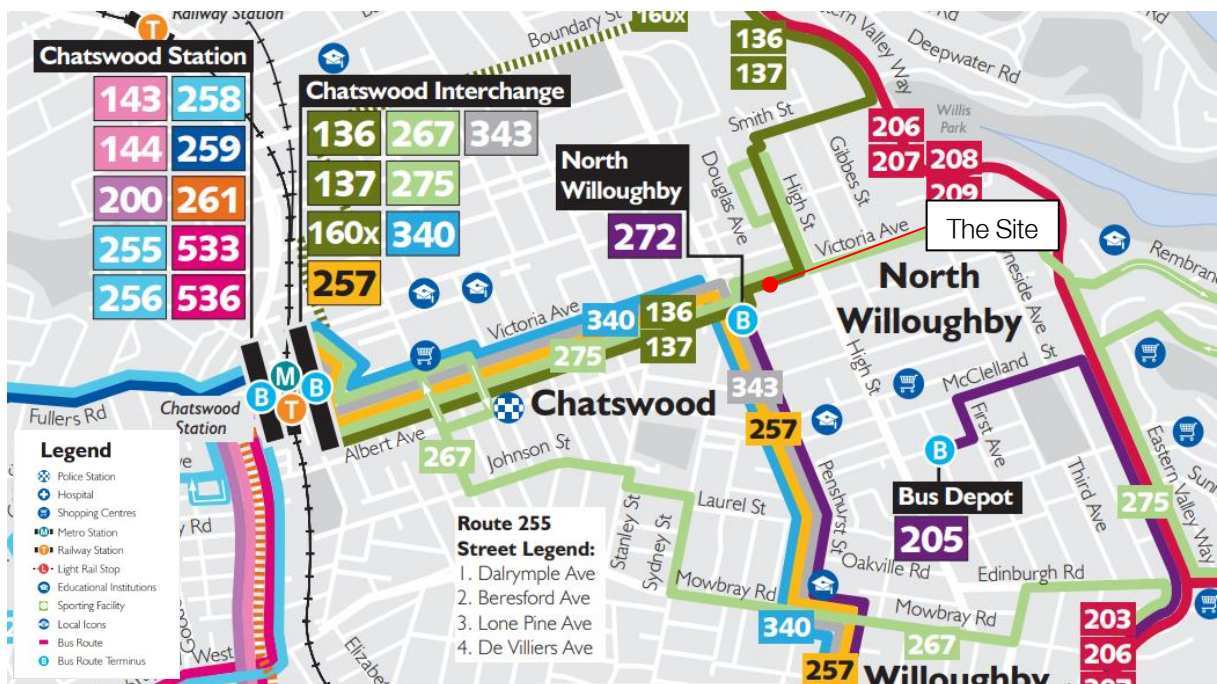 Railway Station
Chatswood Station
143 258
144 259
200 261
255 533
256 536
Chatswood Interchange
136 267 343
137 275
160x 340
257
Boundary St
160x
136
137
Eastern Valley Way
Deepwater Rd
Willis
Park
206
207
208
209
Smith St
Gibbes St
Douglas Ave
High St
Victoria Ave
The Site
North
Willoughby
272
North
Willoughby
Victoria Ave
340
136
137
275
B
M
B
B
T
T
Fullers Rd
Chatswood
Station
Albert Ave
Chatswood
267
Johnson St
343
257
High St
McClelland St
First Ave
B
Bus Depot
205
Third Ave
Eastern Valley Way
275
Penshurst St
Stanley St
Sydney St
Laurel St
Oakville Rd
Edinburgh Rd
Mowbray Rd
Mowbray Rd
340
267
257
Willoughby
203
206
207
Legend
Police Station
Hospital
Shopping Centres
M Metro Station
T Railway Station
L Light Rail Stop
Educational Institutions
Sporting Facility
Local Icons
Bus Route
B Bus Route Terminus
Route 255
Street Legend:
1. Dalrymple Ave
2. Beresford Ave
3. Lone Pine Ave
4. De Villiers Ave
West